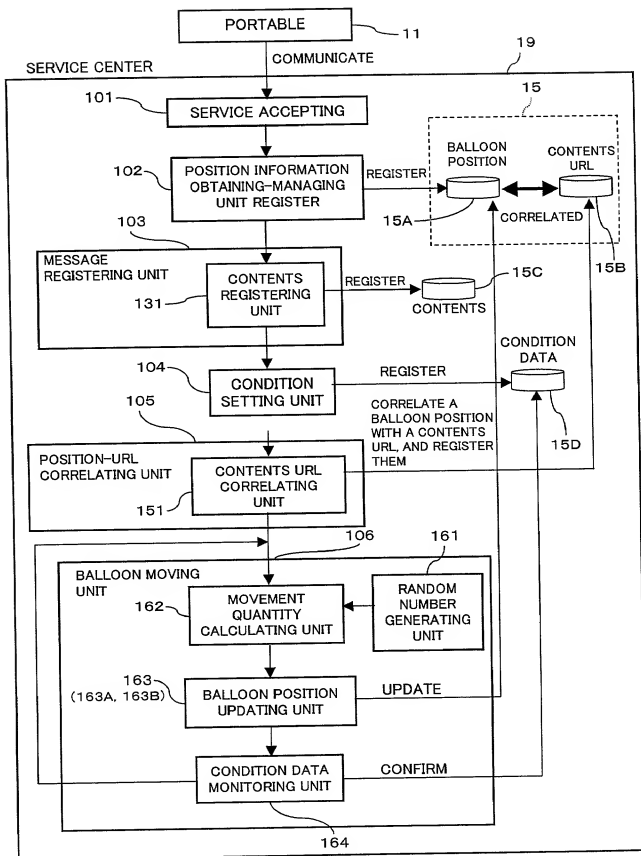 PORTABLE
11
COMMUNICATE
19
SERVICE CENTER
101
SERVICE ACCEPTING
15
102
POSITION INFORMATION
OBTAINING-MANAGING
UNIT REGISTER
REGISTER
BALLOON
POSITION
CONTENTS
URL
15A
CORRELATED
15B
103
MESSAGE
REGISTERING UNIT
131
CONTENTS
REGISTERING
UNIT
REGISTER
15C
CONTENTS
104
CONDITION
SETTING UNIT
REGISTER
CONDITION
DATA
15D
CORRELATE A
BALLOON POSITION
WITH A CONTENTS
URL, AND REGISTER
THEM
105
POSITION-URL
CORRELATING UNIT
151
CONTENTS URL
CORRELATING
UNIT
106
161
BALLOON MOVING
UNIT
162
MOVEMENT
QUANTITY
CALCULATING UNIT
RANDOM
NUMBER
GENERATING
UNIT
163
(163A, 163B)
BALLOON POSITION
UPDATING UNIT
UPDATE
CONDITION DATA
MONITORING UNIT
CONFIRM
164